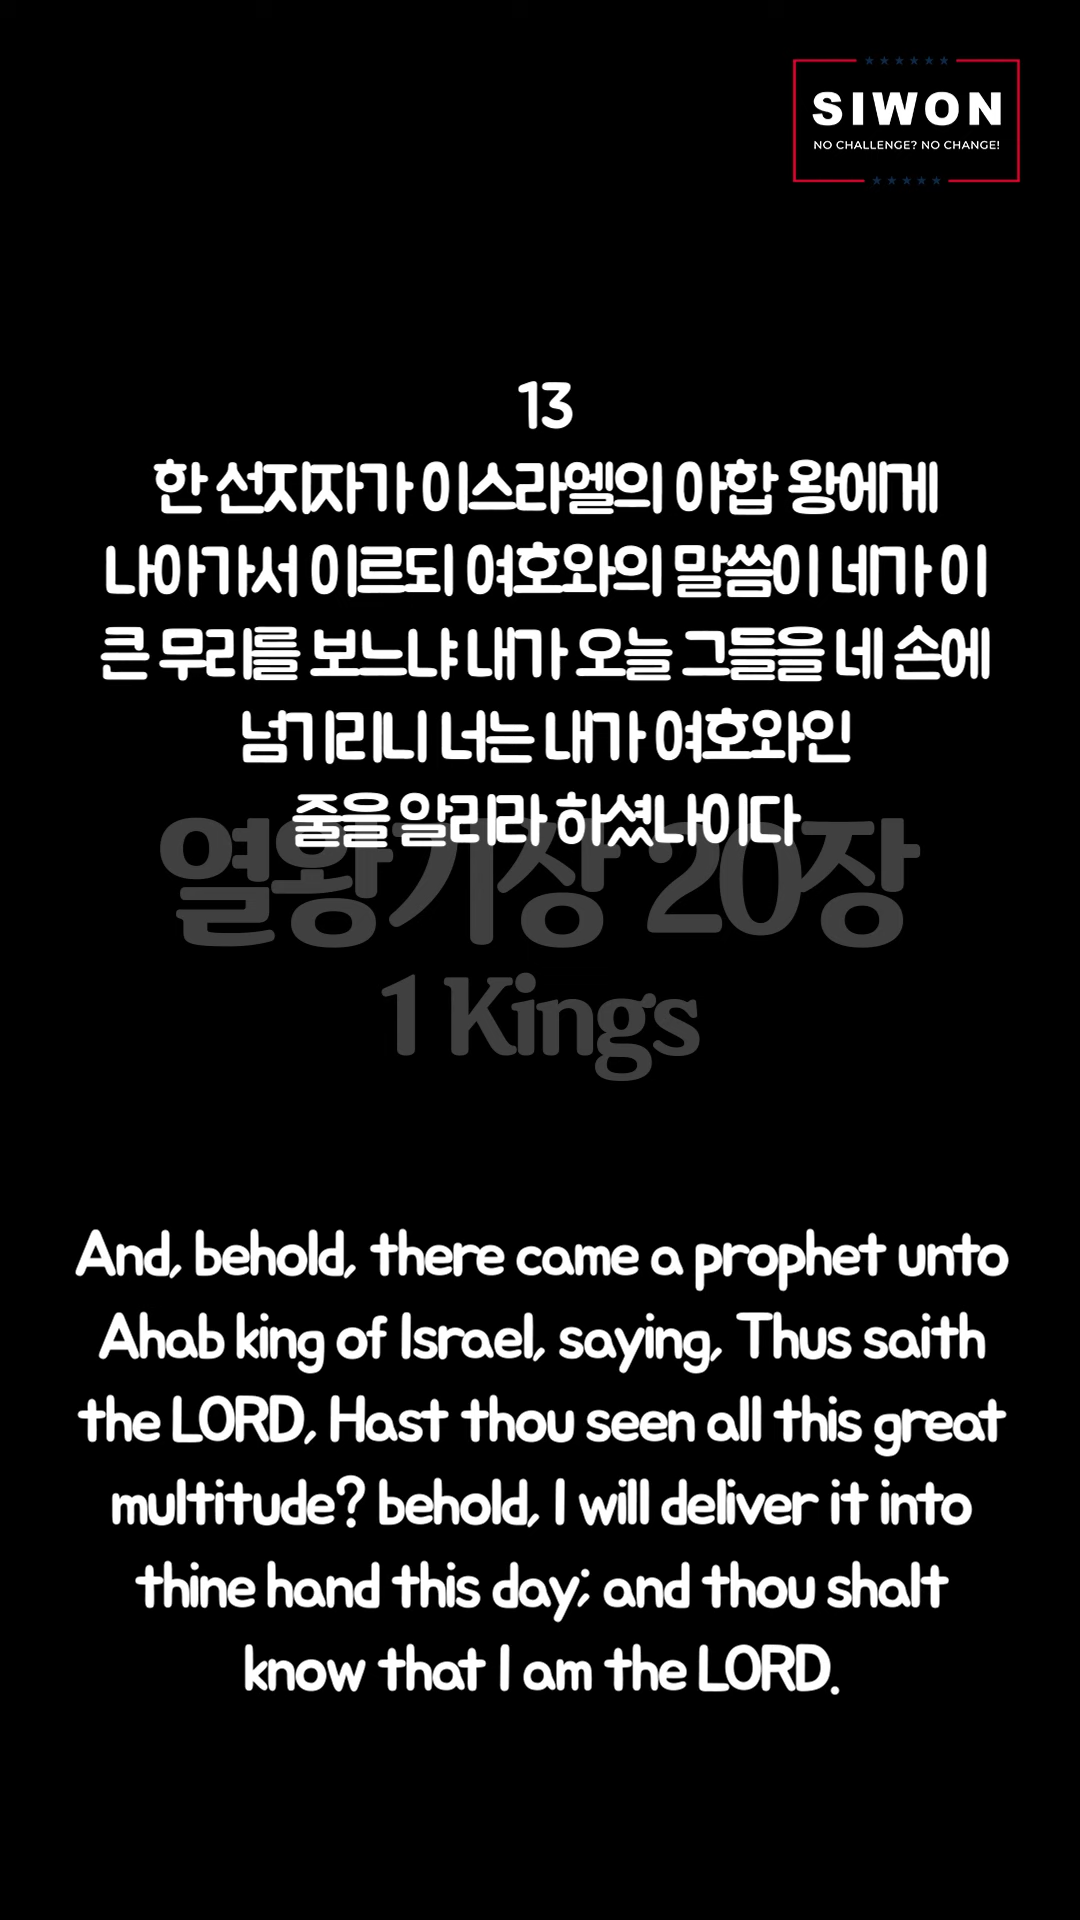 SIWON
NO CHALLENGE? NO CHANGE!
13
한 선지자가 이스라엘의 아합 왕에게
나아가서 이르되 여호와의 말씀이 네가 이
큰 무리를 보느냐 내가 오늘 그들을 네 손에
넘기리니 너는 내가 여호와인
줄을 알리라 하셨나이다
열왕기상 20장
1 Kings
And, behold, there came a prophet unto
Ahab king of Israel, saying, Thus saith
the LORD, Hast thou seen all this great
multitude? behold, I will deliver it into
thine hand this day; and thou shalt
know that I am the LORD.